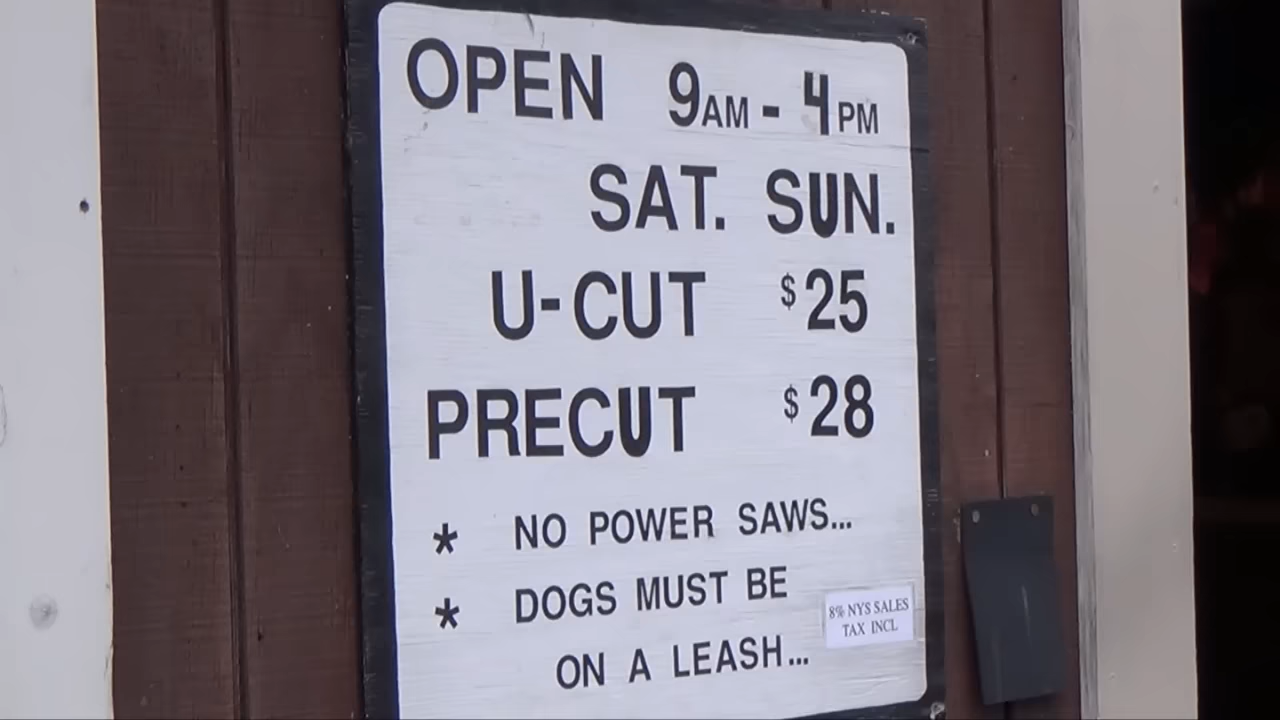 OPEN 9AM - 4PM
SAT. SUN.
U-CUT $25
PRECUT $28
* NO POWER SAWS...
* DOGS MUST BE
ON A LEASH...
8% NYS SALES
TAX INCL